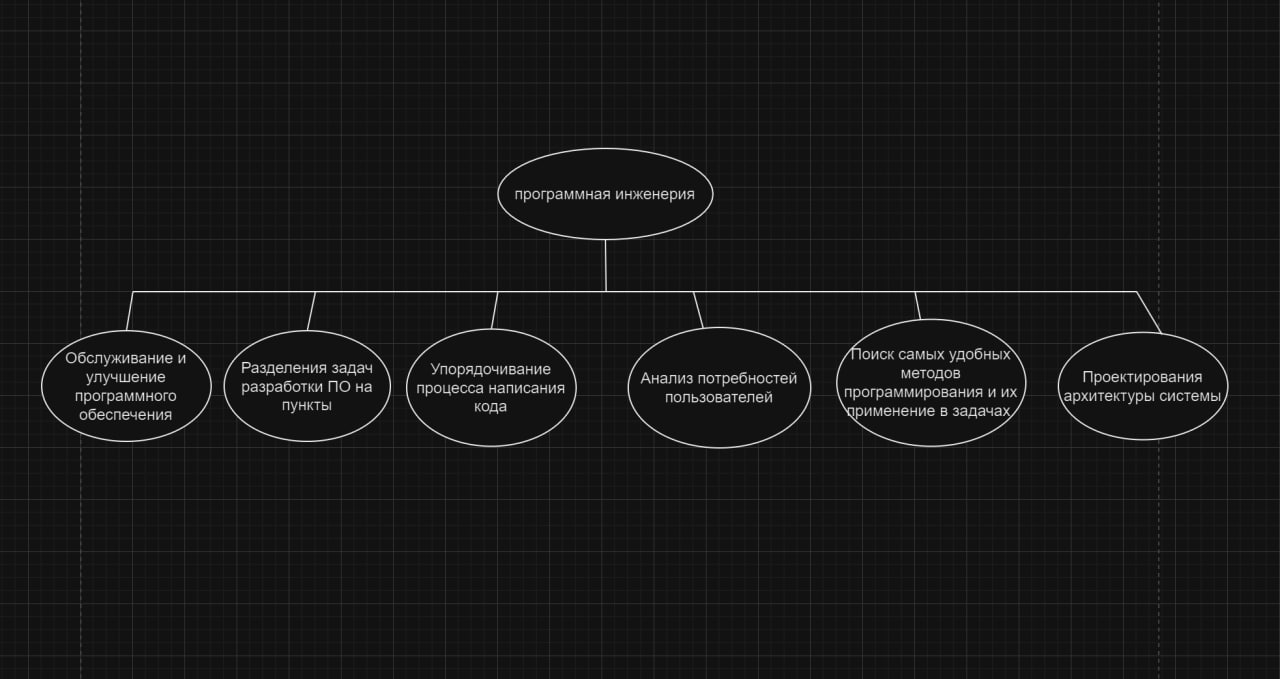 программная инженерия
Обслуживание и
улучшение
программного
обеспечения
Разделения задач
разработки ПО на
пункты
Упорядочивание
процесса написания
кода
Анализ потребностей
пользователей
Поиск самых удобных
методов
программирования и их
применение в задачах.
Проектирования
архитектуры системы